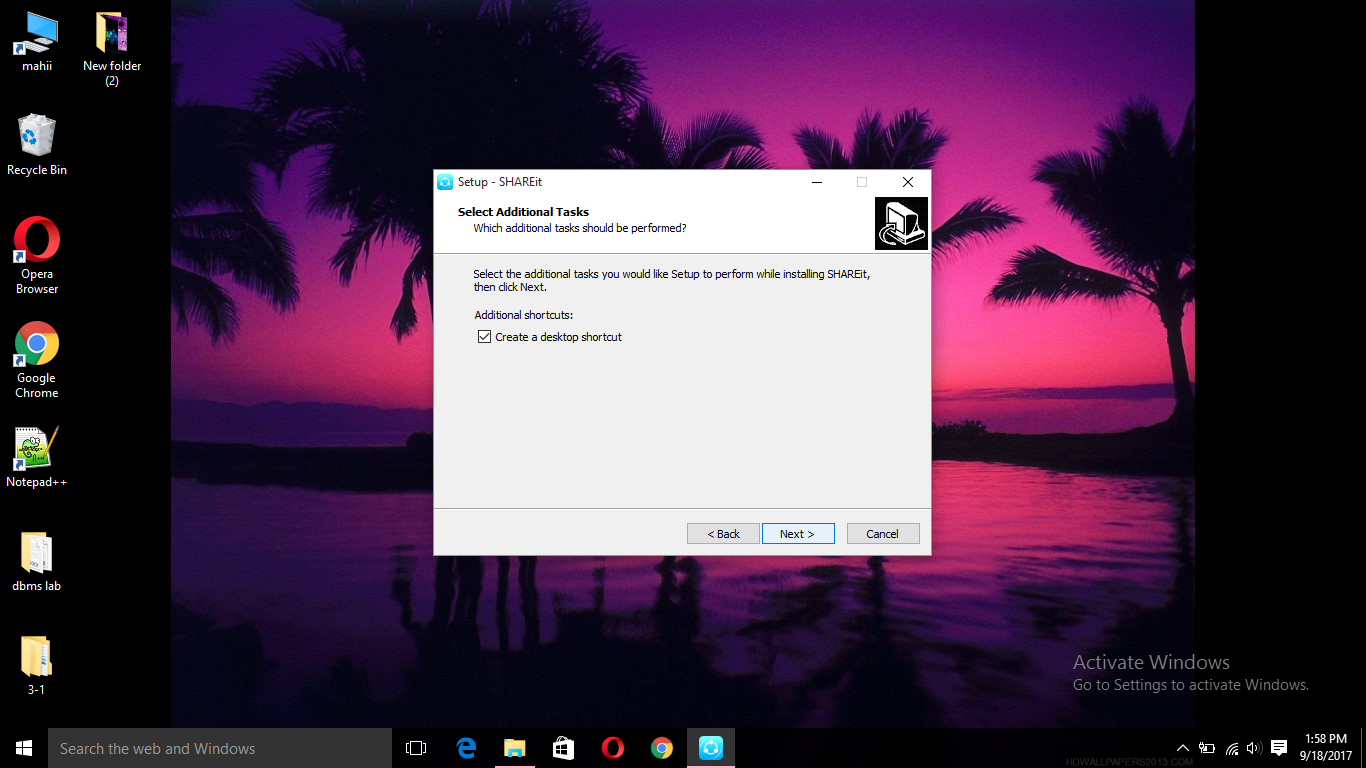 mahii
New folder
(2)
Recycle Bin
Opera
Browser
Google
Chrome
Notepad++
dbms lab
3-1
Setup - SHAREit
Select Additional Tasks
Which additional tasks should be performed?
Select the additional tasks you would like Setup to perform while installing SHAREit,
then click Next.
Additional shortcuts:
Create a desktop shortcut
< Back
Next >
Cancel
Activate Windows
Go to Settings to activate Windows.
HDWALLPAPERS2013.COM
Search the web and Windows
1:58 PM
9/18/2017